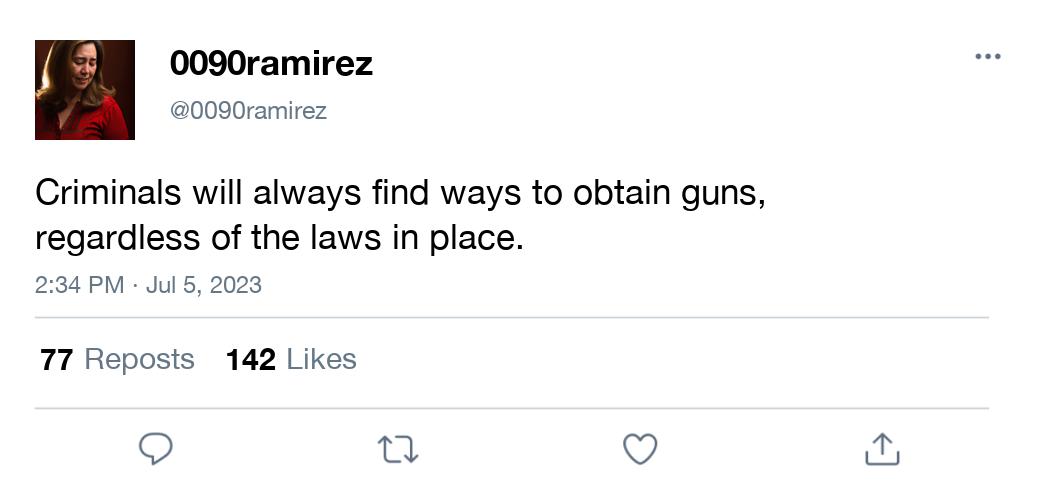 0090ramirez
@0090ramirez
Criminals will always find ways to obtain guns,
regardless of the laws in place.
2:34 PM · Jul 5, 2023
77 Reposts 142 Likes